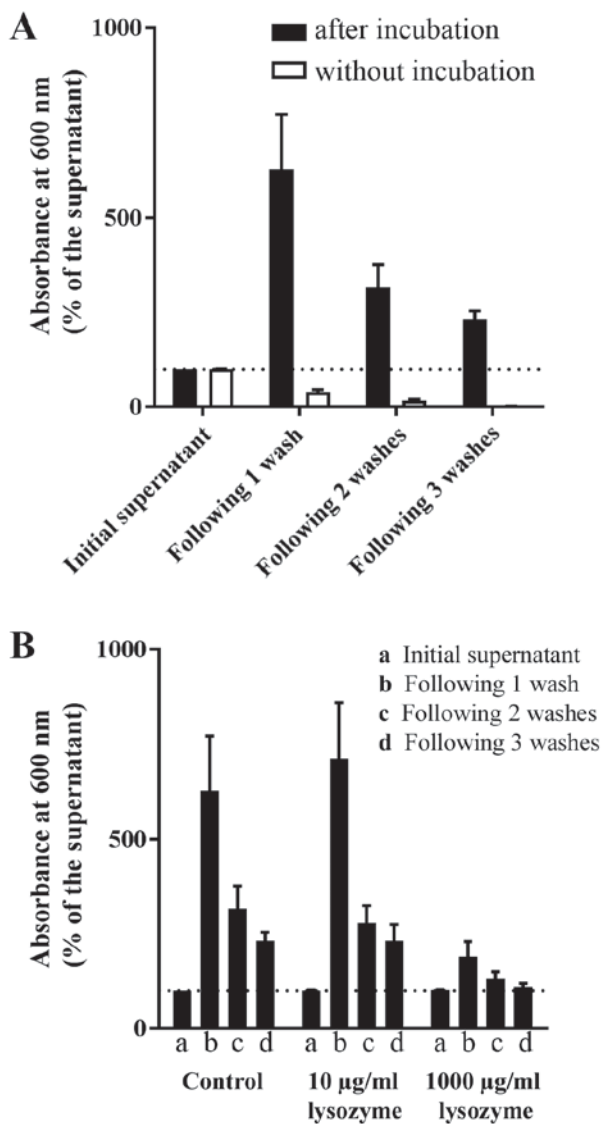 A
1000
after incubation
without incubation
Absorbance at 600 nm
(% of the supernatant)
500
0
Initial supernatant
Following 1 wash
Following 2 washes
Following 3 washes
B
1000
a Initial supernatant
b Following 1 wash
c Following 2 washes
d Following 3 washes
Absorbance at 600 nm
(% of the supernatant)
500
0
a b c d a b c d a b c d
Control 10 µg/ml 1000 µg/ml
lysozyme lysozyme